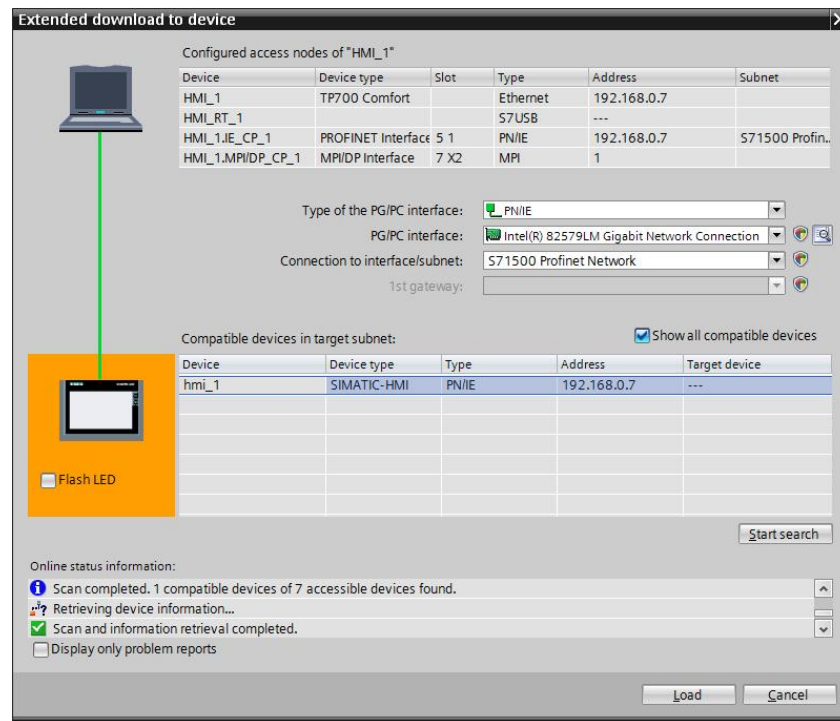 Extended download to device
Configured access nodes of "HMI_1"
Device Device type Slot Type Address Subnet
HMI_1 TP700 Comfort Ethernet 192.168.0.7
HMI_RT_1 S7USB ---
HMI_1.IE_CP_1 PROFINET Interface 5 1 PN/IE 192.168.0.7 S71500 Profin..
HMI_1.MPI/DP_CP_1 MPI/DP Interface 7 X2 MPI 1
Type of the PG/PC interface: PN/IE
PG/PC interface: Intel(R) 82579LM Gigabit Network Connection
Connection to interface/subnet: S71500 Profinet Network
1st gateway:
Compatible devices in target subnet: Show all compatible devices
Device Device type Type Address Target device
hmi_1 SIMATIC-HMI PN/IE 192.168.0.7 ---
Flash LED
Start search
Online status information:
Scan completed. 1 compatible devices of 7 accessible devices found.
Retrieving device information...
Scan and information retrieval completed.
Display only problem reports
Load Cancel